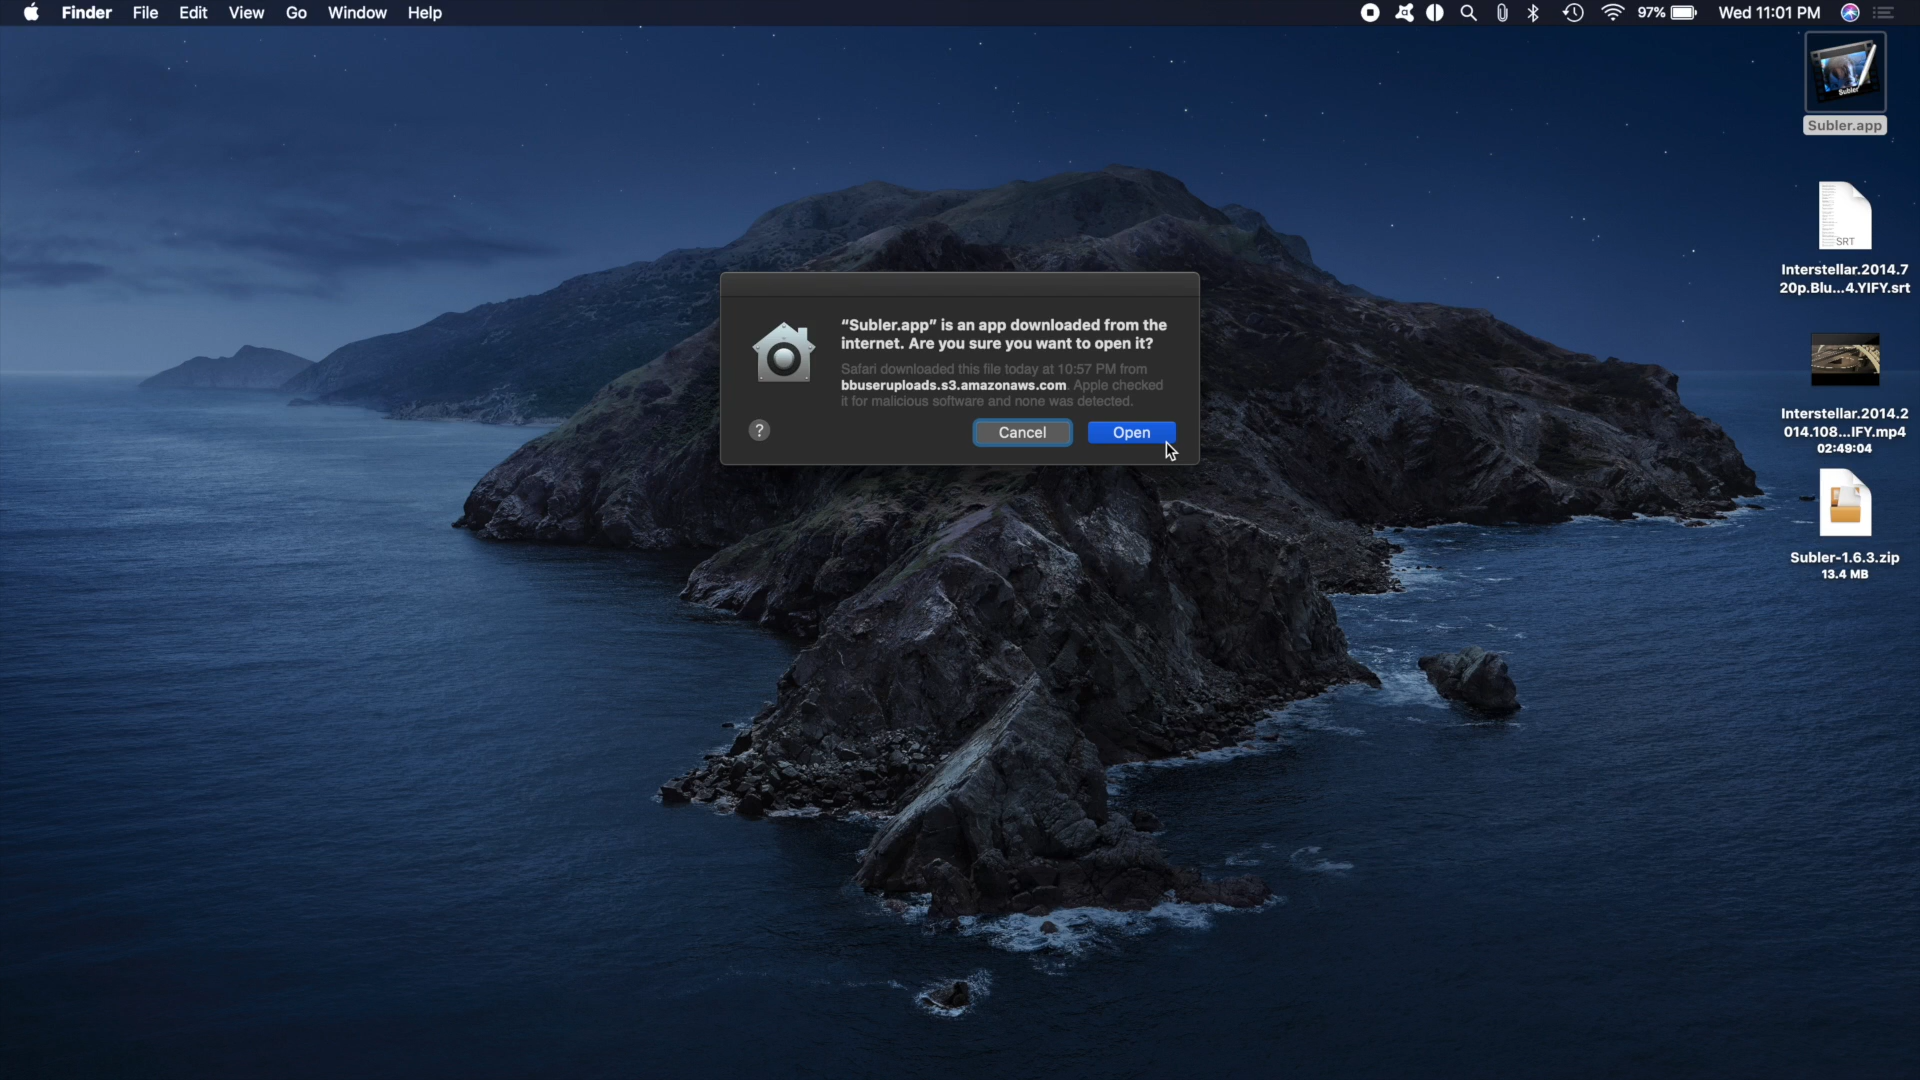 Finder File Edit View Go Window Help
97% Wed 11:01 PM
Subler
Subler.app
SRT
Interstellar.2014.7
20p.Blu...4.YIFY.srt
Interstellar.2014.2
014.108...IFY.mp4
02:49:04
Subler-1.6.3.zip
13.4 MB
“Subler.app” is an app downloaded from the
internet. Are you sure you want to open it?
Safari downloaded this file today at 10:57 PM from
bbuseruploads.s3.amazonaws.com. Apple checked
it for malicious software and none was detected.
?
Cancel
Open